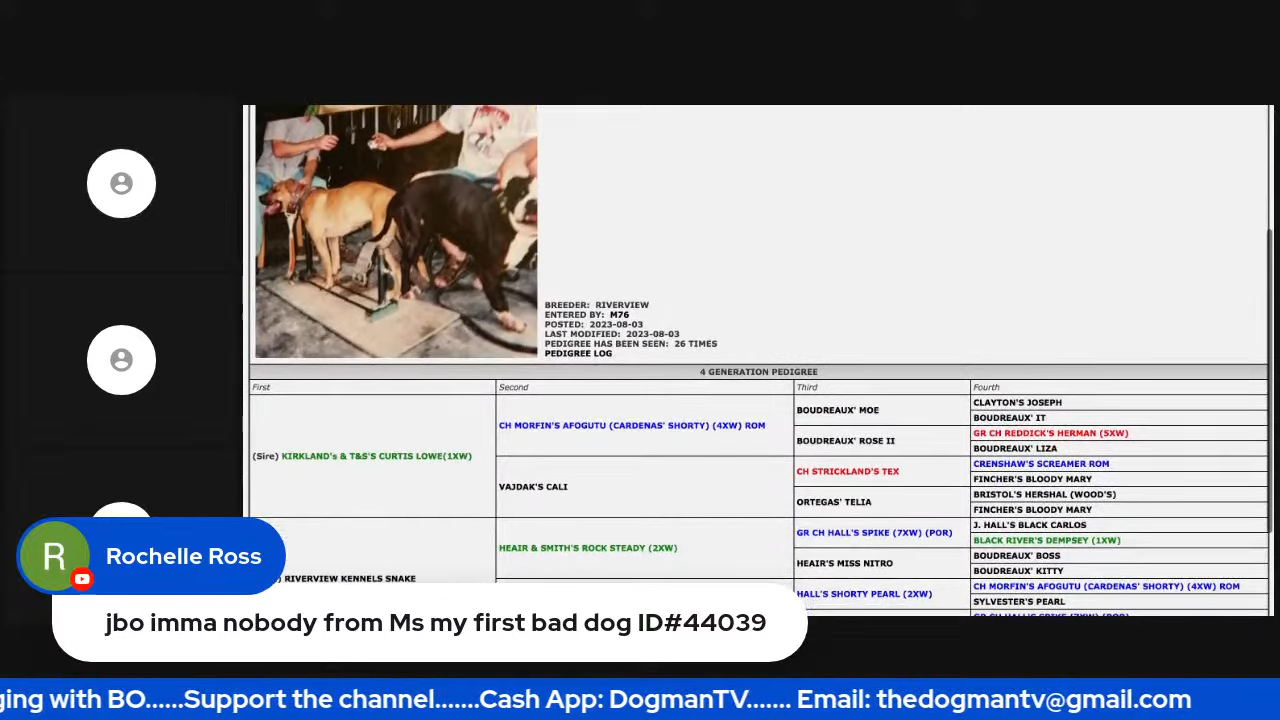 BREEDER: RIVERVIEW
ENTERED BY: M76
POSTED: 2023-08-03
LAST MODIFIED: 2023-08-03
PEDIGREE HAS BEEN SEEN: 26 TIMES
PEDIGREE LOG
4 GENERATION PEDIGREE
First Second Third Fourth
(Sire) KIRKLAND's & T&S'S CURTIS LOWE(1XW)
CH MORFIN'S AFOGUTU (CARDENAS' SHORTY) (4XW) ROM
VAJDAK'S CALI
HEAIR & SMITH'S ROCK STEADY (2XW)
RIVERVIEW KENNELS SNAKE
BOUDREAUX' MOE
BOUDREAUX' ROSE II
CH STRICKLAND'S TEX
ORTEGAS' TELIA
GR CH HALL'S SPIKE (7XW) (POR)
HEAIR'S MISS NITRO
HALL'S SHORTY PEARL (2XW)
CLAYTON'S JOSEPH
BOUDREAUX' IT
GR CH REDDICK'S HERMAN (5XW)
BOUDREAUX' LIZA
CRENSHAW'S SCREAMER ROM
FINCHER'S BLOODY MARY
BRISTOL'S HERSHAL (WOOD'S)
FINCHER'S BLOODY MARY
J. HALL'S BLACK CARLOS
BLACK RIVER'S DEMPSEY (1XW)
BOUDREAUX' BOSS
BOUDREAUX' KITTY
CH MORFIN'S AFOGUTU (CARDENAS' SHORTY) (4XW) ROM
SYLVESTER'S PEARL
R
Rochelle Ross
jbo imma nobody from Ms my first bad dog ID#44039
ging with BO......Support the channel.......Cash App: DogmanTV....... Email: thedogmantv@gmail.com